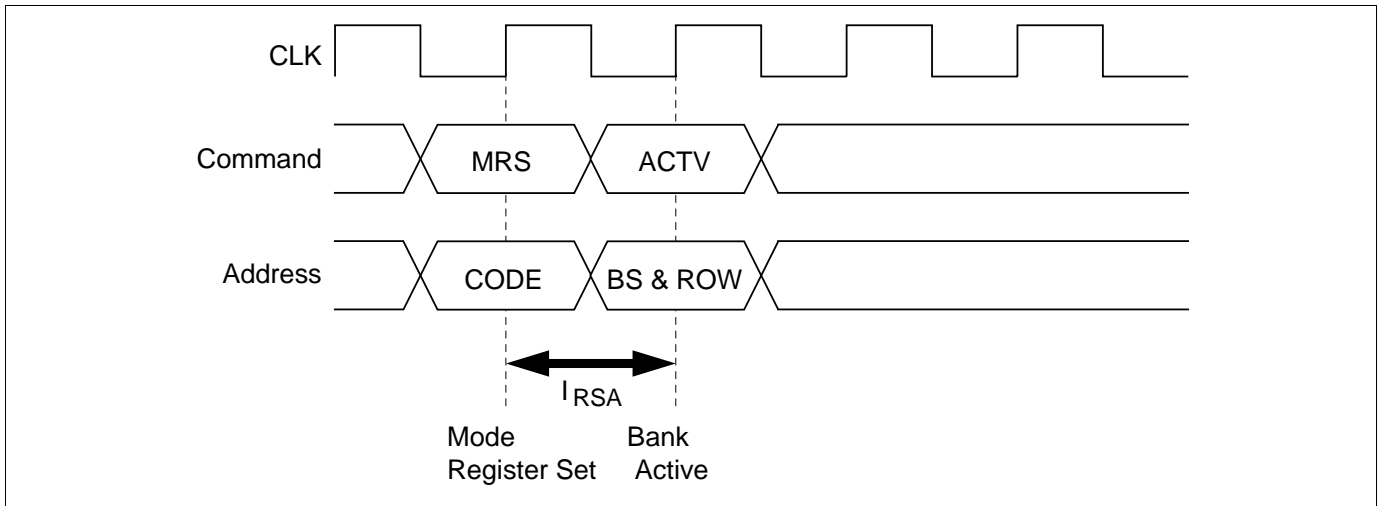 CLK
Command
MRS
ACTV
Address
CODE
BS & ROW
I RSA
Mode
Register Set
Bank
Active